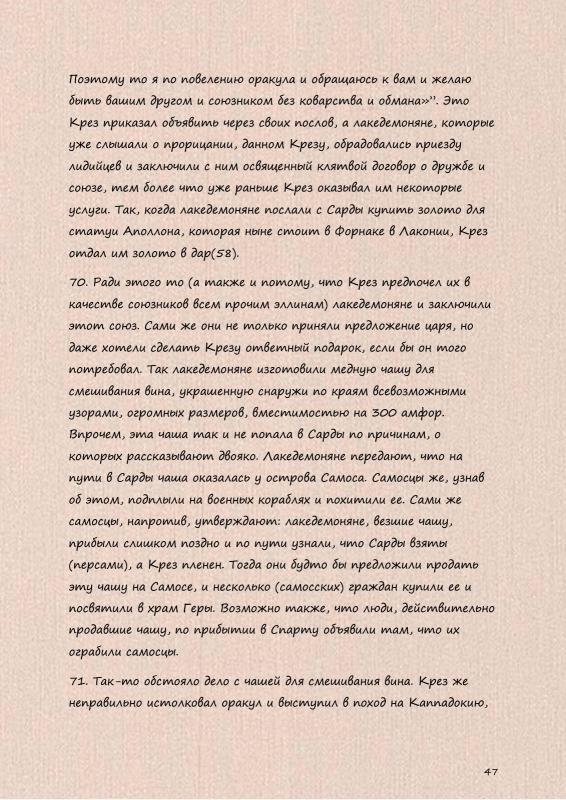 Поэтому то я по повелению оракула и обращаюсь к вам и желаю
быть вашим другом и союзником без коварства и обмана»”. Это
Крез приказал объявить через своих послов, а лакедемоняне, которые
уже слышали о прорицании, данном Крезу, обрадовались приезду
лидийцев и заключили с ним освященный клятвой договор о дружбе и
союзе, тем более что уже раньше Крез оказывал им некоторые
услуги. Так, когда лакедемоняне послали с Сарды купить золото для
статуи Аполлона, которая ныне стоит в Форнаке в Лаконии, Крез
отдал им золото в дар(58).
70. Ради этого то (а также и потому, что Крез предпочел их в
качестве союзников всем прочим эллинам) лакедемоняне и заключили
этот союз. Сами же они не только приняли предложение царя, но
даже хотели сделать Крезу ответный подарок, если бы он того
потребовал. Так лакедемоняне изготовили медную чашу для
смешивания вина, украшенную снаружи по краям всевозможными
узорами, огромных размеров, вместимостью на 300 амфор.
Впрочем, эта чаша так и не попала в Сарды по причинам, о
которых рассказывают двояко. Лакедемоняне передают, что на
пути в Сарды чаша оказалась у острова Самоса. Самосцы же, узнав
об этом, подплыли на военных кораблях и похитили ее. Сами же
самосцы, напротив, утверждают: лакедемоняне, везшие чашу,
прибыли слишком поздно и по пути узнали, что Сарды взяты
(персами), а Крез пленен. Тогда они будто бы предложили продать
эту чашу на Самосе, и несколько (самосских) граждан купили ее и
посвятили в храм Геры. Возможно также, что люди, действительно
продавшие чашу, по прибытии в Спарту объявили там, что их
ограбили самосцы.
71. Так-то обстояло дело с чашей для смешивания вина. Крез же
неправильно истолковал оракул и выступил в поход на Каппадокию,
47